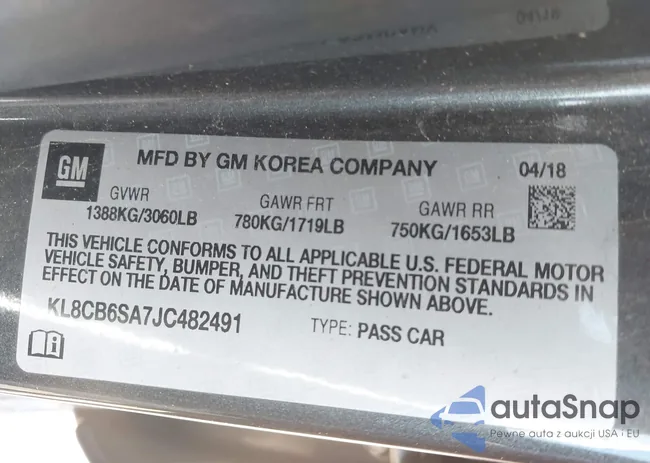 GM
MFD BY GM KOREA COMPANY
04/18
GVWR
GAWR FRT
GAWR RR
1388KG/3060LB
780KG/1719LB
750KG/1653LB
THIS VEHICLE CONFORMS TO ALL APPLICABLE U.S. FEDERAL MOTOR
VEHICLE SAFETY, BUMPER, AND THEFT PREVENTION STANDARDS IN
EFFECT ON THE DATE OF MANUFACTURE SHOWN ABOVE.
KL8CB6SA7JC482491
TYPE: PASS CAR
autaSnap
Pewne auta z aukcji USA i EU